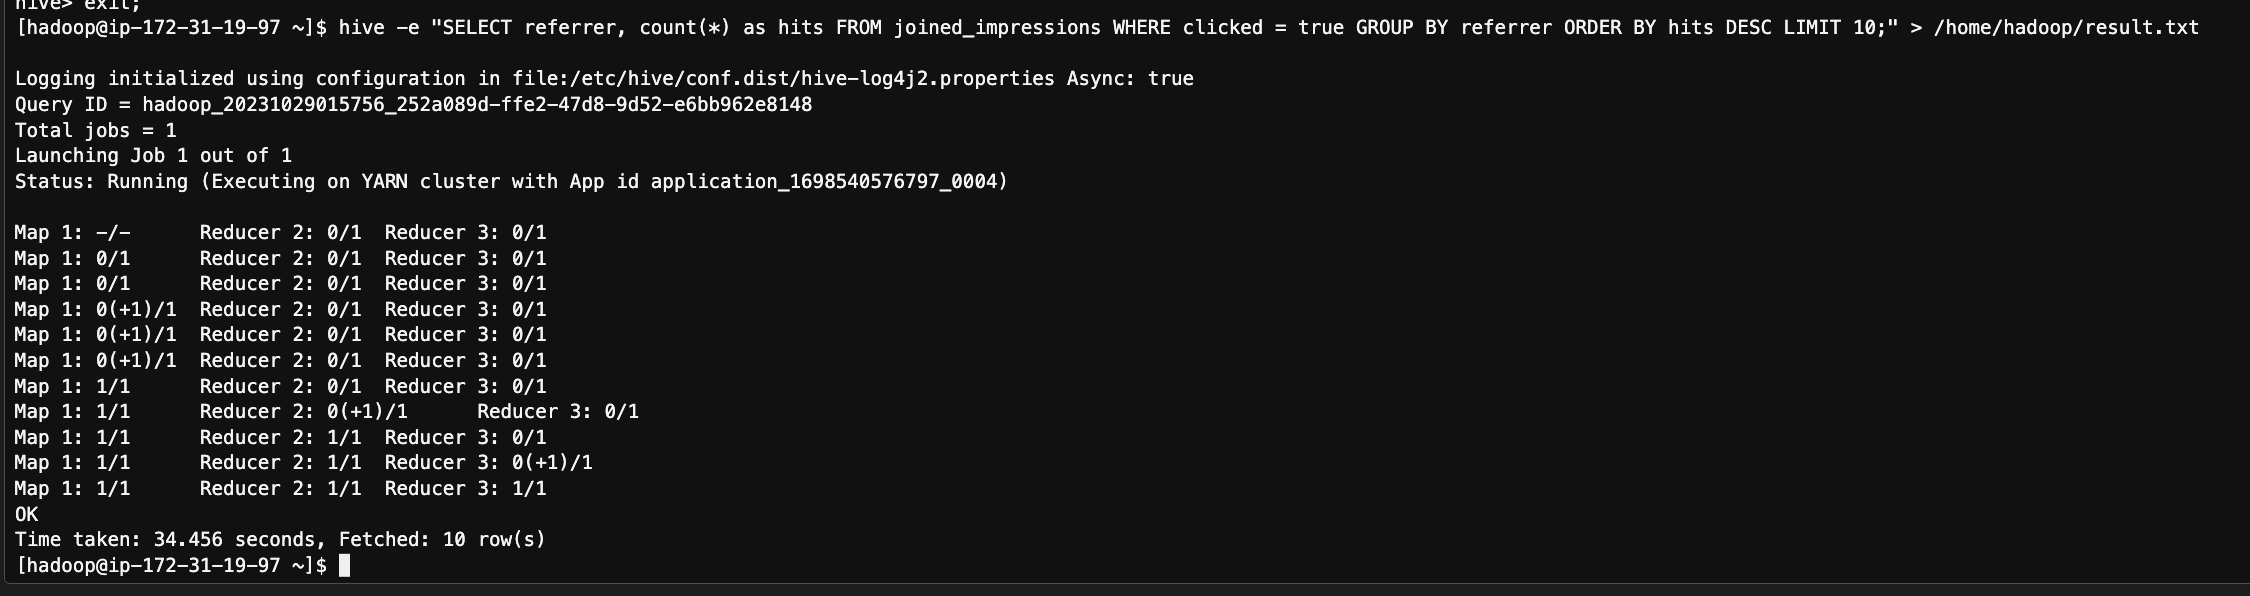 hive> exit;
[hadoop@ip-172-31-19-97 ~]$ hive -e "SELECT referrer, count(*) as hits FROM joined_impressions WHERE clicked = true GROUP BY referrer ORDER BY hits DESC LIMIT 10;" > /home/hadoop/result.txt
Logging initialized using configuration in file:/etc/hive/conf.dist/hive-log4j2.properties Async: true
Query ID = hadoop_20231029015756_252a089d-ffe2-47d8-9d52-e6bb962e8148
Total jobs = 1
Launching Job 1 out of 1
Status: Running (Executing on YARN cluster with App id application_1698540576797_0004)
Map 1: -/-      Reducer 2: 0/1  Reducer 3: 0/1
Map 1: 0/1      Reducer 2: 0/1  Reducer 3: 0/1
Map 1: 0/1      Reducer 2: 0/1  Reducer 3: 0/1
Map 1: 0(+1)/1  Reducer 2: 0/1  Reducer 3: 0/1
Map 1: 0(+1)/1  Reducer 2: 0/1  Reducer 3: 0/1
Map 1: 0(+1)/1  Reducer 2: 0/1  Reducer 3: 0/1
Map 1: 1/1      Reducer 2: 0/1  Reducer 3: 0/1
Map 1: 1/1      Reducer 2: 0(+1)/1      Reducer 3: 0/1
Map 1: 1/1      Reducer 2: 1/1  Reducer 3: 0/1
Map 1: 1/1      Reducer 2: 1/1  Reducer 3: 0(+1)/1
Map 1: 1/1      Reducer 2: 1/1  Reducer 3: 1/1
OK
Time taken: 34.456 seconds, Fetched: 10 row(s)
[hadoop@ip-172-31-19-97 ~]$